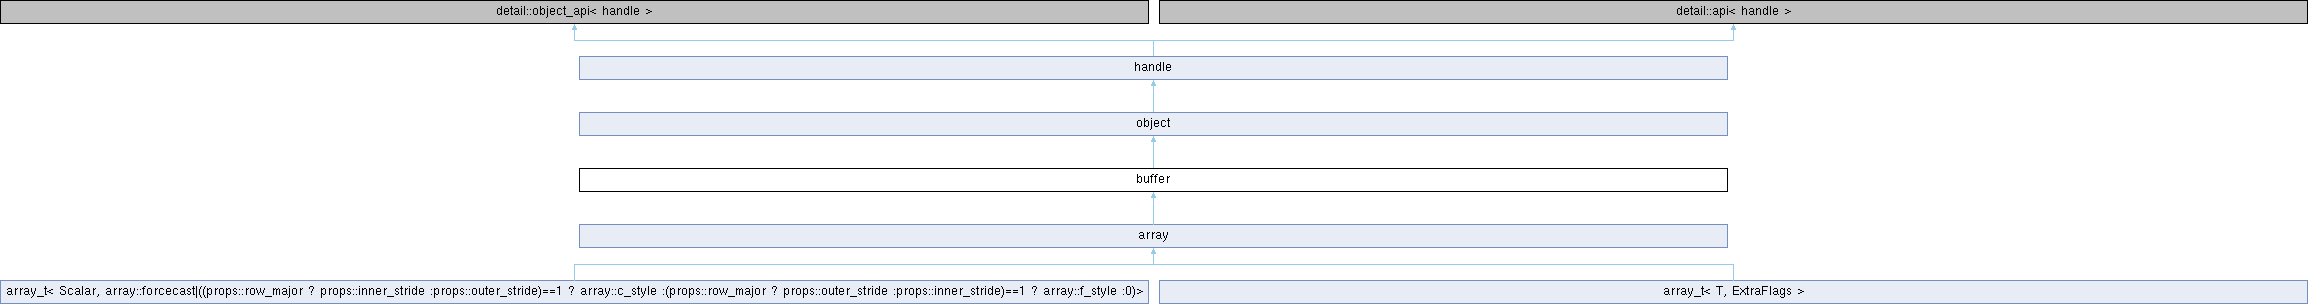 detail::object_api< handle >
detail::api< handle >
handle
object
buffer
array
array_t< Scalar, array::forcecast|((props::row_major ? props::inner_stride :props::outer_stride)==1 ? array::c_style :(props::row_major ? props::outer_stride :props::inner_stride)==1 ? array::f_style :0)>
array_t< T, ExtraFlags >